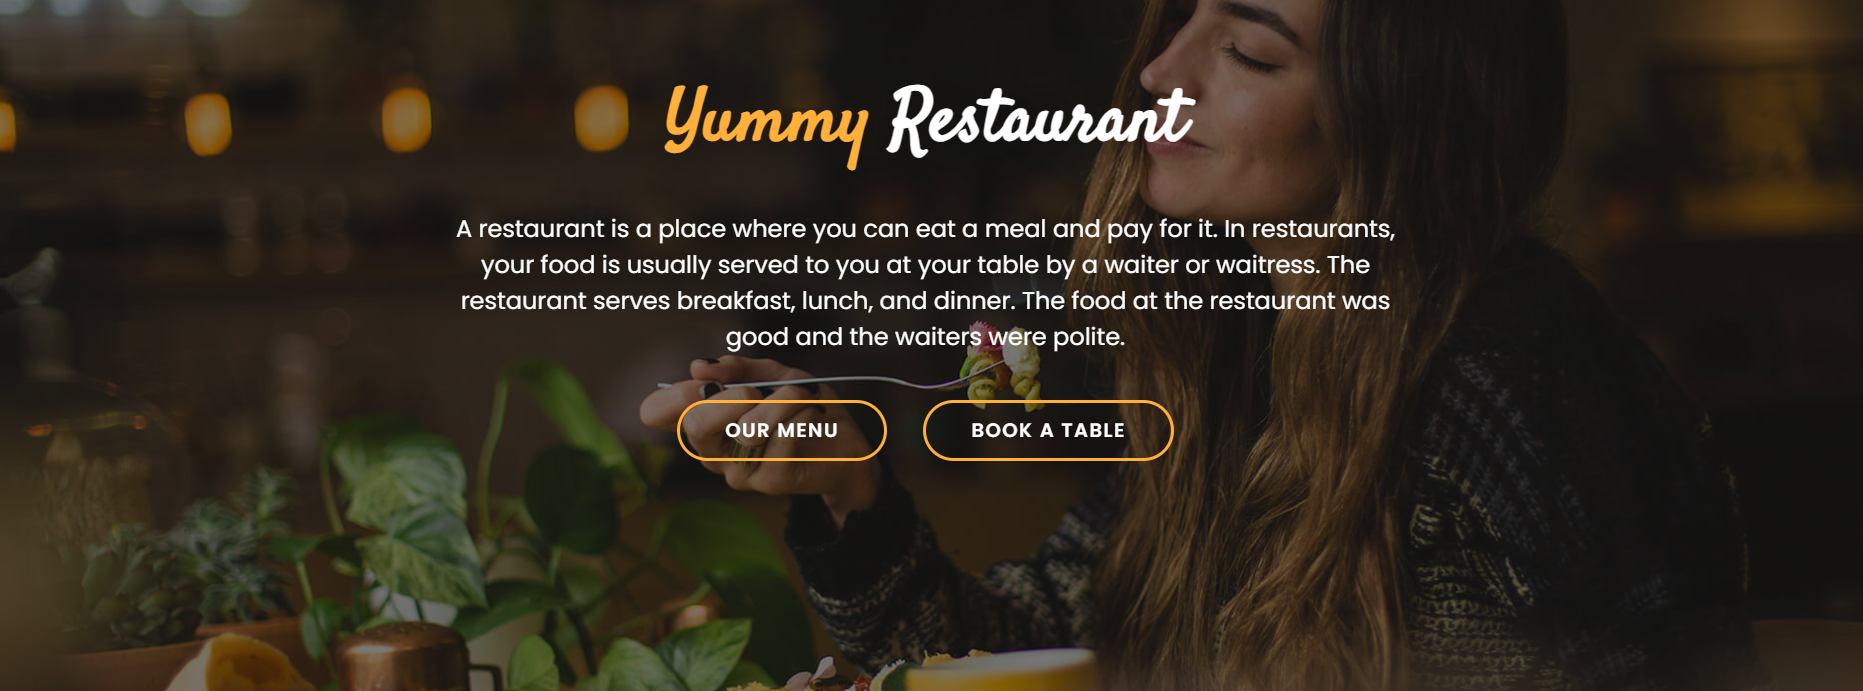 Yummy Restaurant
A restaurant is a place where you can eat a meal and pay for it. In restaurants,
your food is usually served to you at your table by a waiter or waitress. The
restaurant serves breakfast, lunch, and dinner. The food at the restaurant was
good and the waiters were polite.
OUR MENU BOOK A TABLE